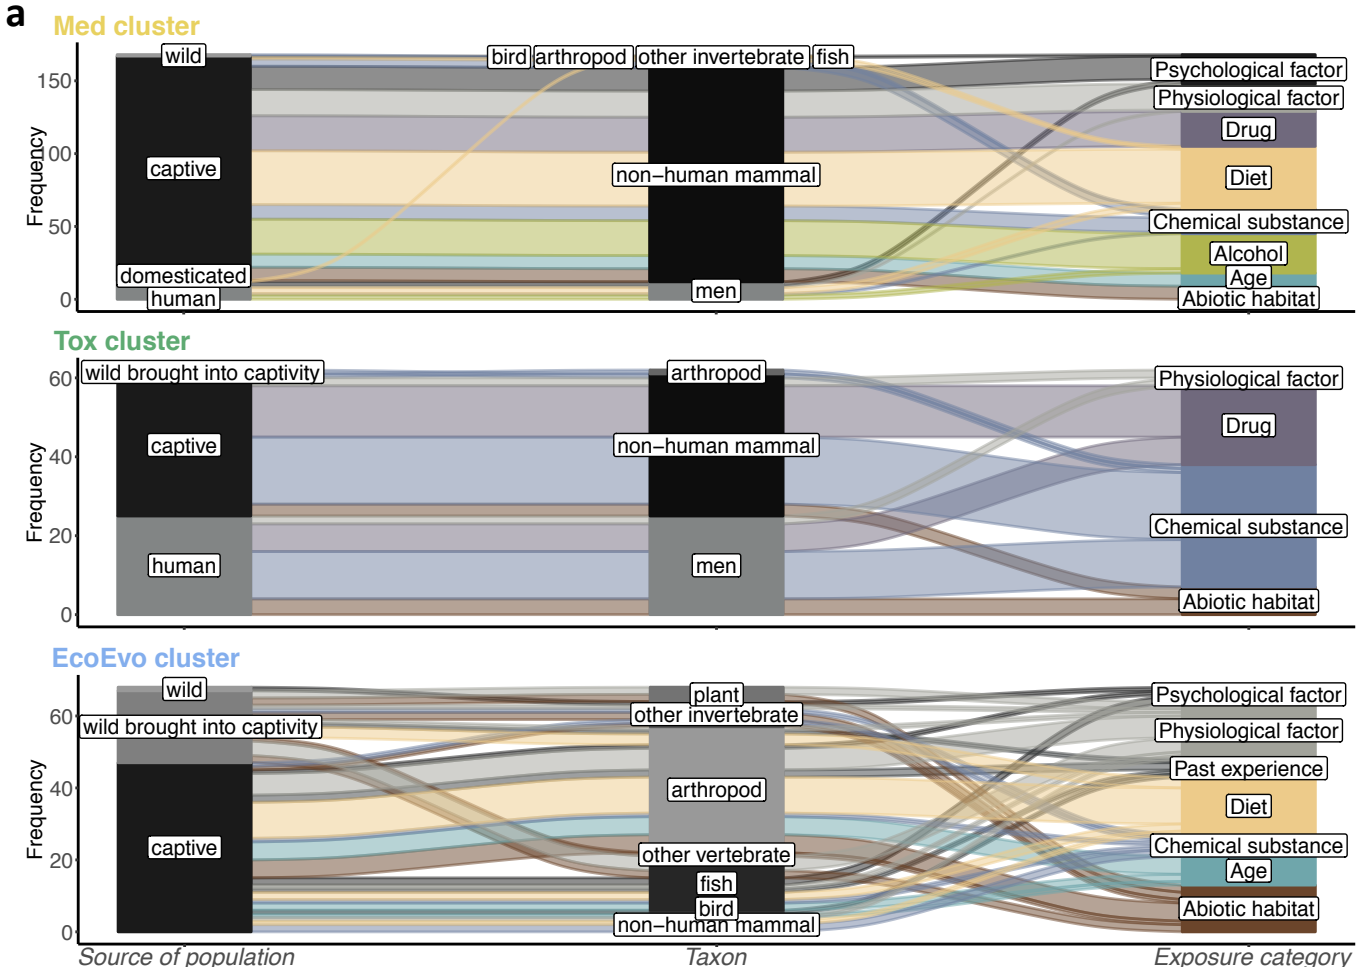 a
Med cluster
wild
bird
arthropod
other invertebrate
fish
Psychological factor
150
Physiological factor
Drug
100
captive
non−human mammal
Diet
Frequency
50
Chemical substance
Alcohol
domesticated
Age
men
human
Abiotic habitat
0
Tox cluster
wild brought into captivity
arthropod
Physiological factor
60
Drug
captive
non−human mammal
40
Frequency
Chemical substance
20
human
men
Abiotic habitat
0
EcoEvo cluster
wild
plant
Psychological factor
60
other invertebrate
wild brought into captivity
Physiological factor
Past experience
40
arthropod
Diet
Frequency
captive
Chemical substance
20
other vertebrate
Age
fish
bird
Abiotic habitat
non−human mammal
0
Source of population
Taxon
Exposure category